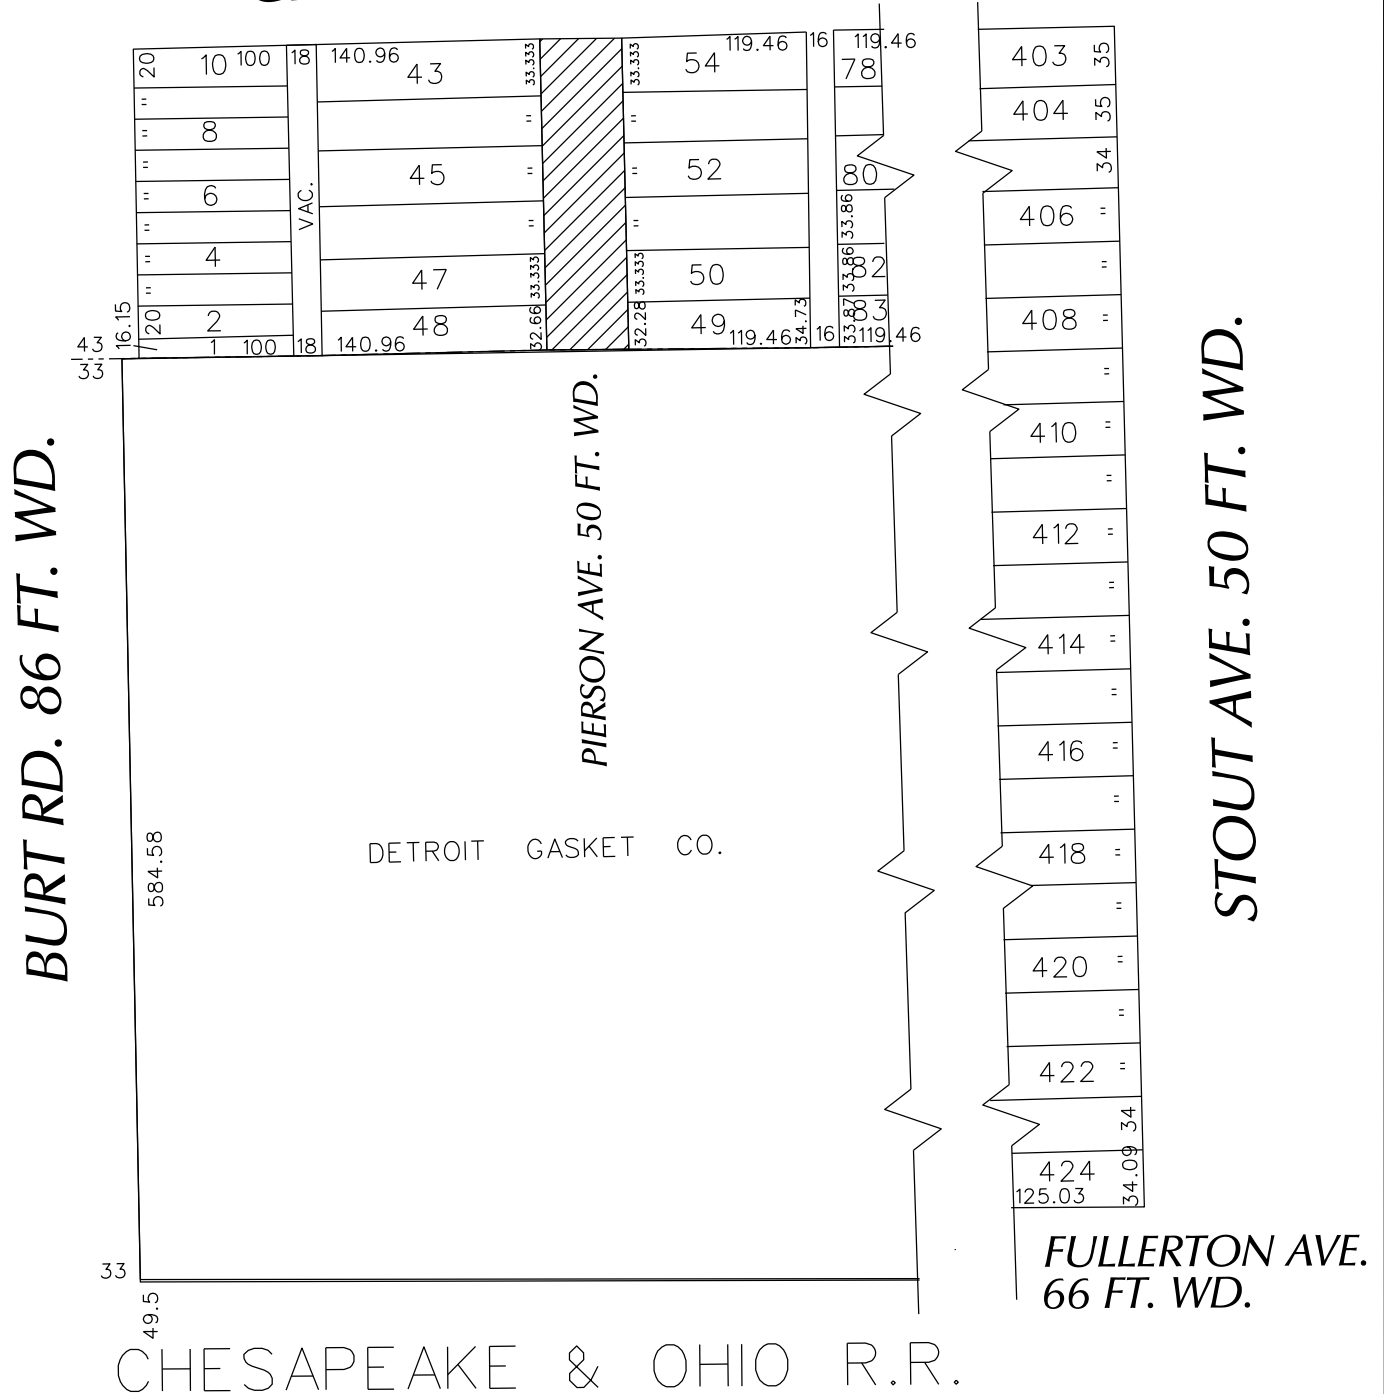 20 10 100 18 140.96 43 33.333 33.333 54 119.46 16 119.46 78 403 35
= = = 404 35
= 8 34
= 45 = = 52 80
= 6 VAC. 33.86 406 =
= = =
= 4 33.86 82 =
= 47 33.333 33.333 50
16.15 20 2 48 32.66 32.28 49 34.73 33.87 83 408 =
43 1 100 18 140.96 119.46 16 119.46
33 =
410 =
=
412 =
=
414 =
=
416 =
=
418 =
=
420 =
=
422 =
34
424 34.09
125.03
BURT RD. 86 FT. WD.
PIERSON AVE. 50 FT. WD.
STOUT AVE. 50 FT. WD.
584.58
DETROIT GASKET CO.
33
49.5
FULLERTON AVE.
66 FT. WD.
CHESAPEAKE & OHIO R.R.